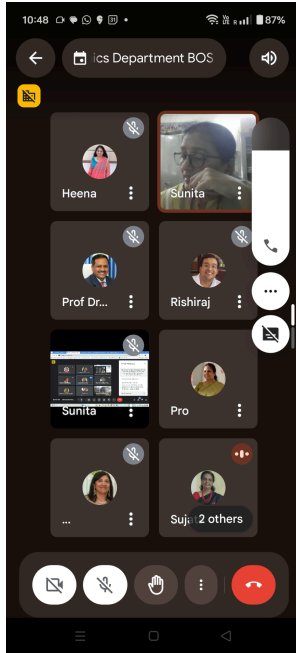 10:48
87%
ics Department BOS
Heena
Sunita
Prof Dr...
Rishiraj
Sunita
Pro
...
Suja
2 others